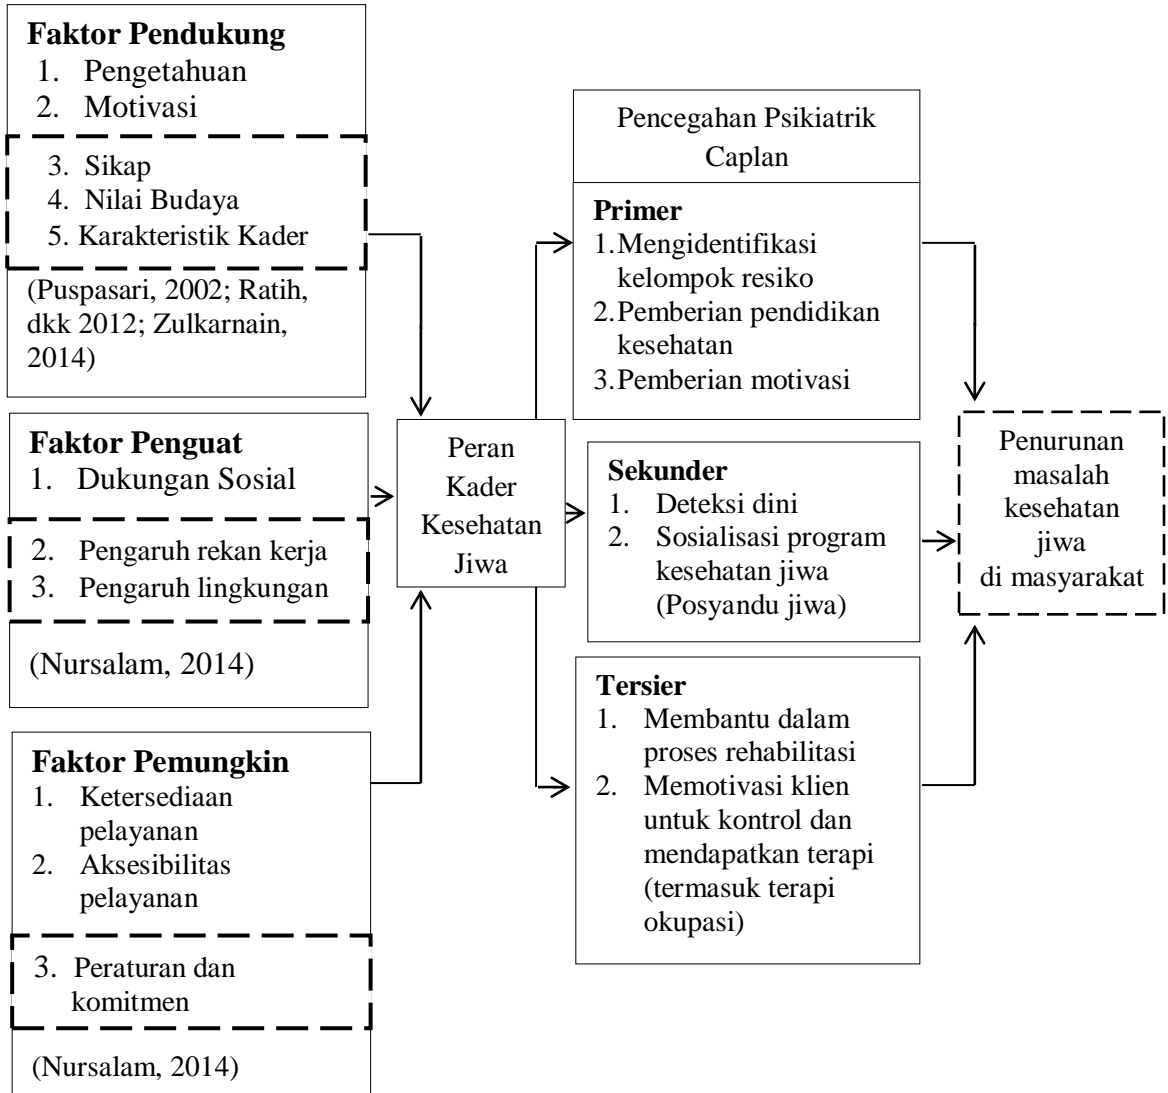 Faktor Pendukung
1. Pengetahuan
2. Motivasi
3. Sikap
4. Nilai Budaya
5. Karakteristik Kader
(Puspasari, 2002; Ratih,
dkk 2012; Zulkarnain,
2014)
Faktor Penguat
1. Dukungan Sosial
2. Pengaruh rekan kerja
3. Pengaruh lingkungan
(Nursalam, 2014)
Faktor Pemungkin
1. Ketersediaan
pelayanan
2. Aksesibilitas
pelayanan
3. Peraturan dan
komitmen
(Nursalam, 2014)
Peran
Kader
Kesehatan
Jiwa
Pencegahan Psikiatrik
Caplan
Primer
1. Mengidentifikasi
kelompok resiko
2. Pemberian pendidikan
kesehatan
3. Pemberian motivasi
Sekunder
1. Deteksi dini
2. Sosialisasi program
kesehatan jiwa
(Posyandu jiwa)
Tersier
1. Membantu dalam
proses rehabilitasi
2. Memotivasi klien
untuk kontrol dan
mendapatkan terapi
(termasuk terapi
okupasi)
Penurunan
masalah
kesehatan
jiwa
di masyarakat